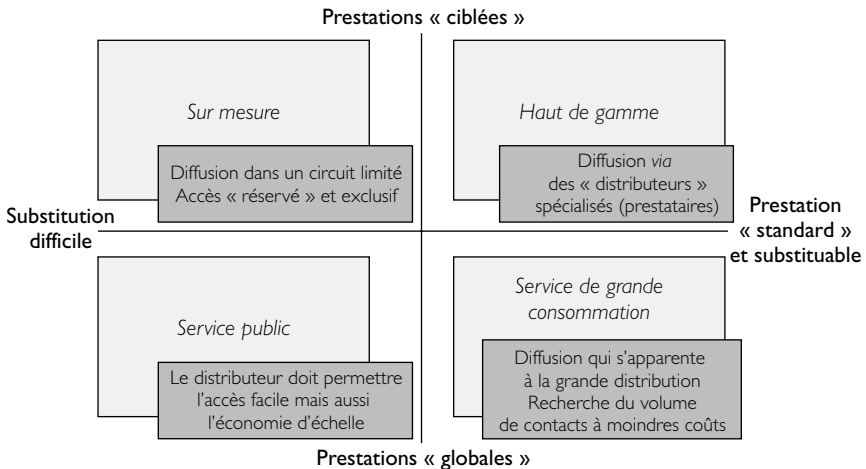 Prestations « ciblées »
Sur mesure
Diffusion dans un circuit limité
Accès « réservé » et exclusif
Haut de gamme
Diffusion via
des « distributeurs »
spécialisés (prestataires)
Substitution
difficile
Prestation
« standard »
et substituable
Service public
Le distributeur doit permettre
l’accès facile mais aussi
l’économie d’échelle
Service de grande
consommation
Diffusion qui s’apparente
à la grande distribution
Recherche du volume
de contacts à moindres coûts
Prestations « globales »